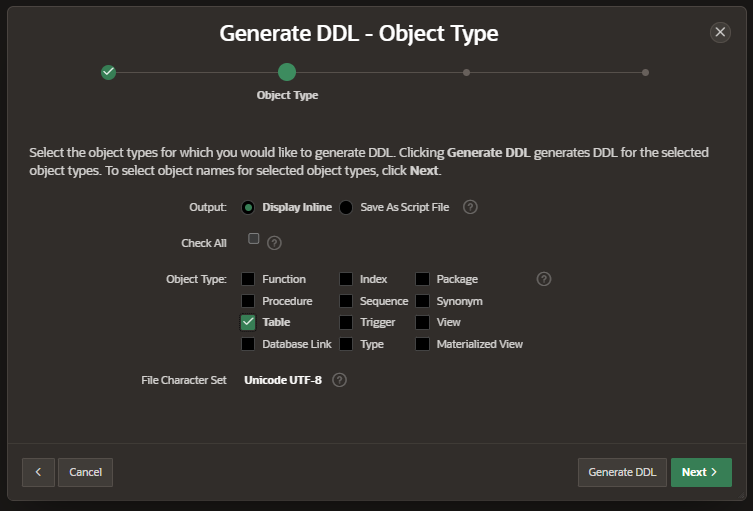 Generate DDL - Object Type
Object Type
Select the object types for which you would like to generate DDL. Clicking Generate DDL generates DDL for the selected
object types. To select object names for selected object types, click Next.
Output: Display Inline Save As Script File ?
Check All ?
Object Type: Function Index Package ?
Procedure Sequence Synonym
Table Trigger View
Database Link Type Materialized View
File Character Set Unicode UTF-8 ?
Cancel Generate DDL Next